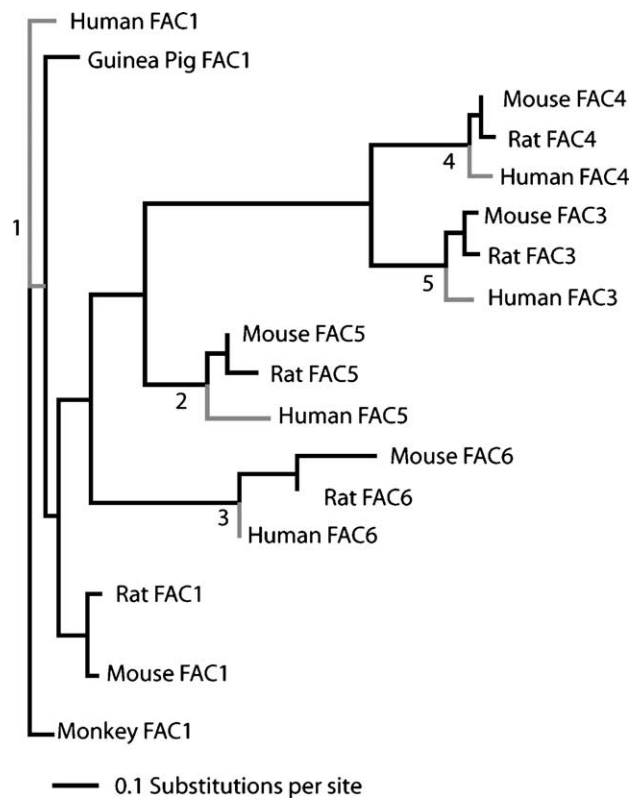 Human FAC1
Guinea Pig FAC1
Mouse FAC4
Rat FAC4
4
Human FAC4
Mouse FAC3
1
Rat FAC3
5
Human FAC3
Mouse FAC5
Rat FAC5
2
Human FAC5
Mouse FAC6
Rat FAC6
3
Human FAC6
Rat FAC1
Mouse FAC1
Monkey FAC1
0.1 Substitutions per site